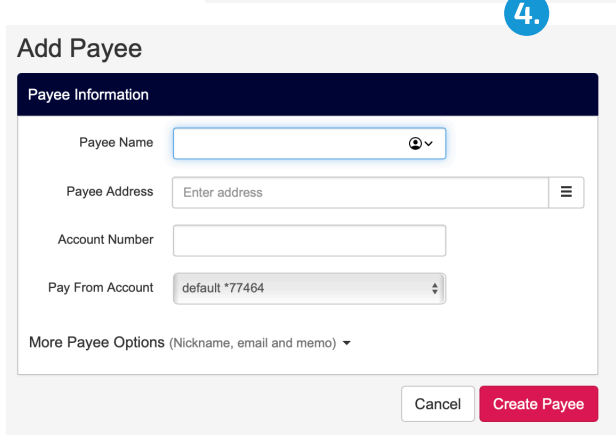 4.
Add Payee
Payee Information
Payee Name
Payee Address Enter address
Account Number
Pay From Account default *77464
More Payee Options (Nickname, email and memo)
Cancel Create Payee